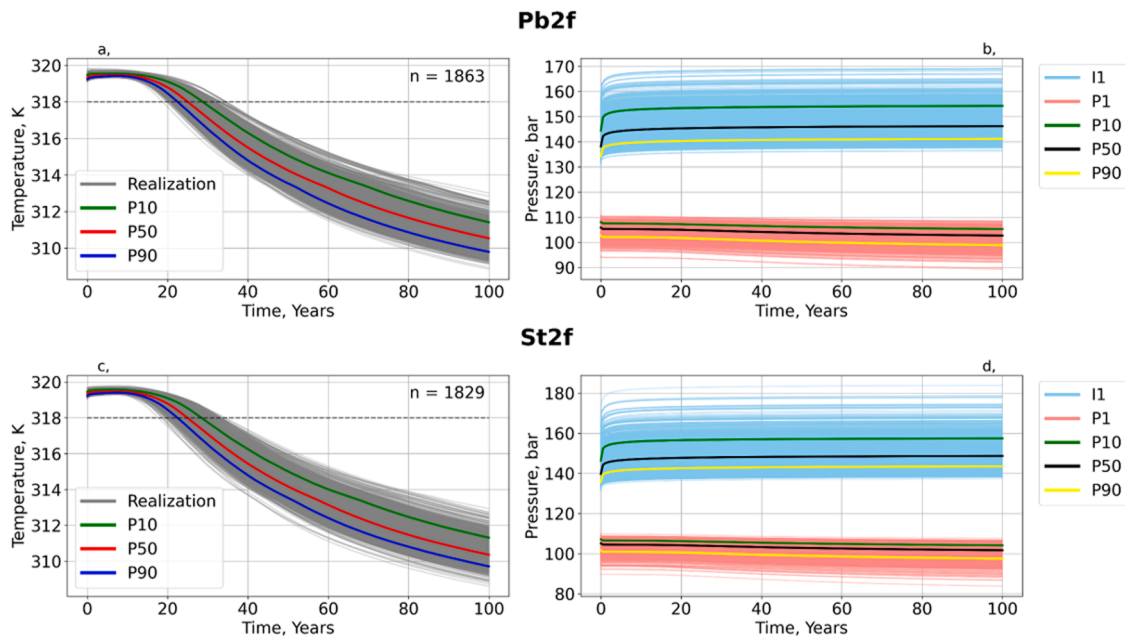 Pb2f
a,
b,
n = 1863
Temperature, K
320
318
316
314
312
310
Realization
P10
P50
P90
0 20 40 60 80 100
Time, Years
Pressure, bar
170
160
150
140
130
120
110
100
90
0 20 40 60 80 100
Time, Years
I1
P1
P10
P50
P90
St2f
c,
d,
n = 1829
Temperature, K
320
318
316
314
312
310
Realization
P10
P50
P90
0 20 40 60 80 100
Time, Years
Pressure, bar
180
160
140
120
100
80
0 20 40 60 80 100
Time, Years
I1
P1
P10
P50
P90